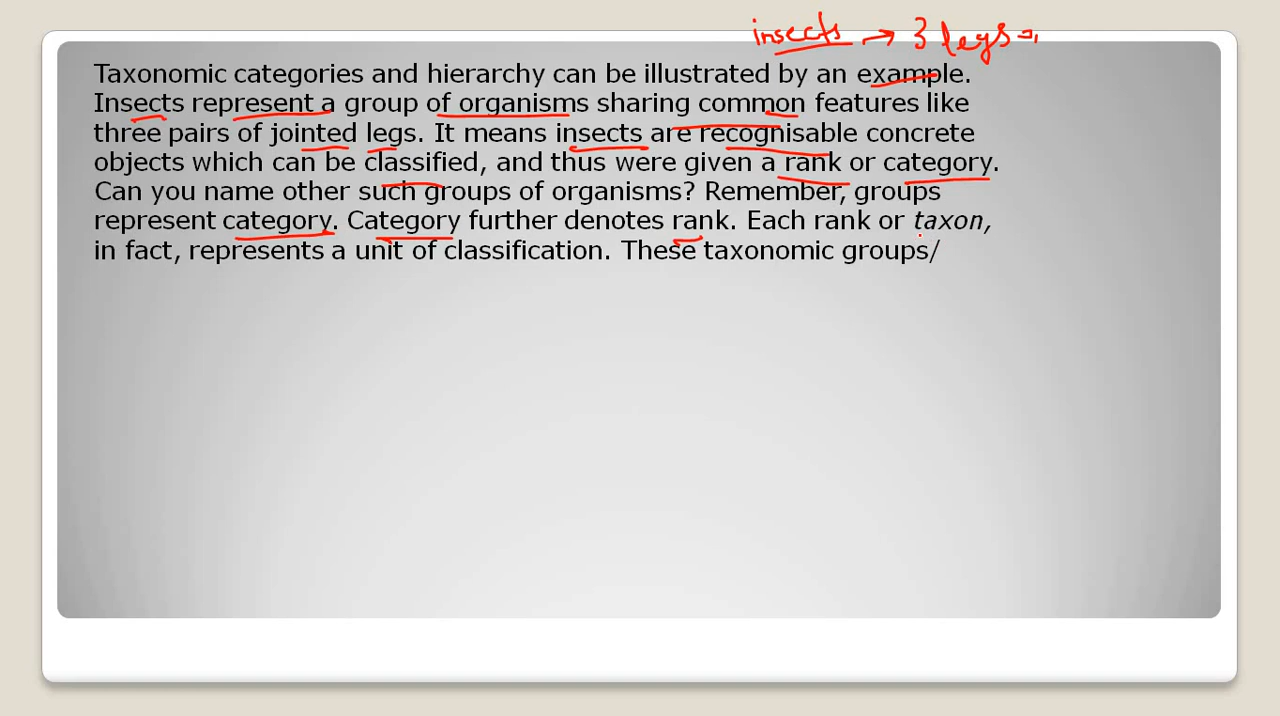 insects → 3 legs =
Taxonomic categories and hierarchy can be illustrated by an example.
Insects represent a group of organisms sharing common features like
three pairs of jointed legs. It means insects are recognisable concrete
objects which can be classified, and thus were given a rank or category.
Can you name other such groups of organisms? Remember, groups
represent category. Category further denotes rank. Each rank or taxon,
in fact, represents a unit of classification. These taxonomic groups/